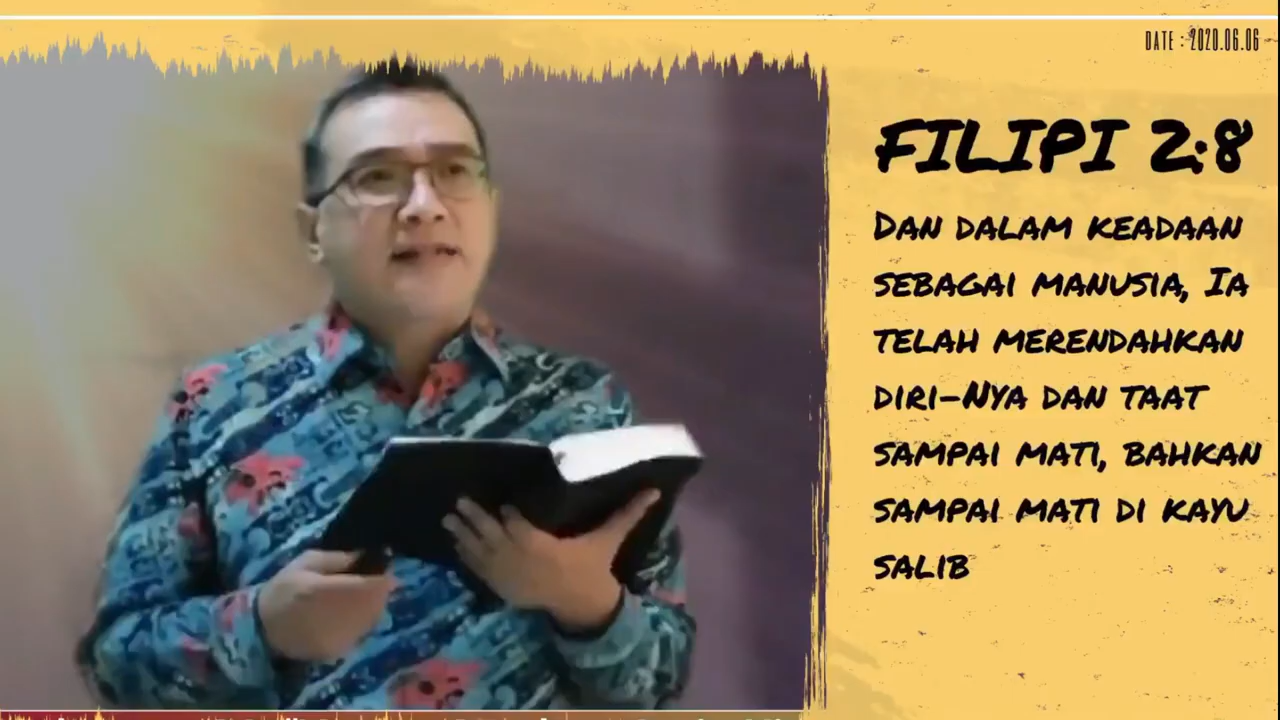 DATE : 2020.06.06
FILIPI 2:8
DAN DALAM KEADAAN
SEBAGAI MANUSIA, IA
TELAH MERENDAHKAN
DIRI-NYA DAN TAAT
SAMPAI MATI, BAHKAN
SAMPAI MATI DI KAYU
SALIB